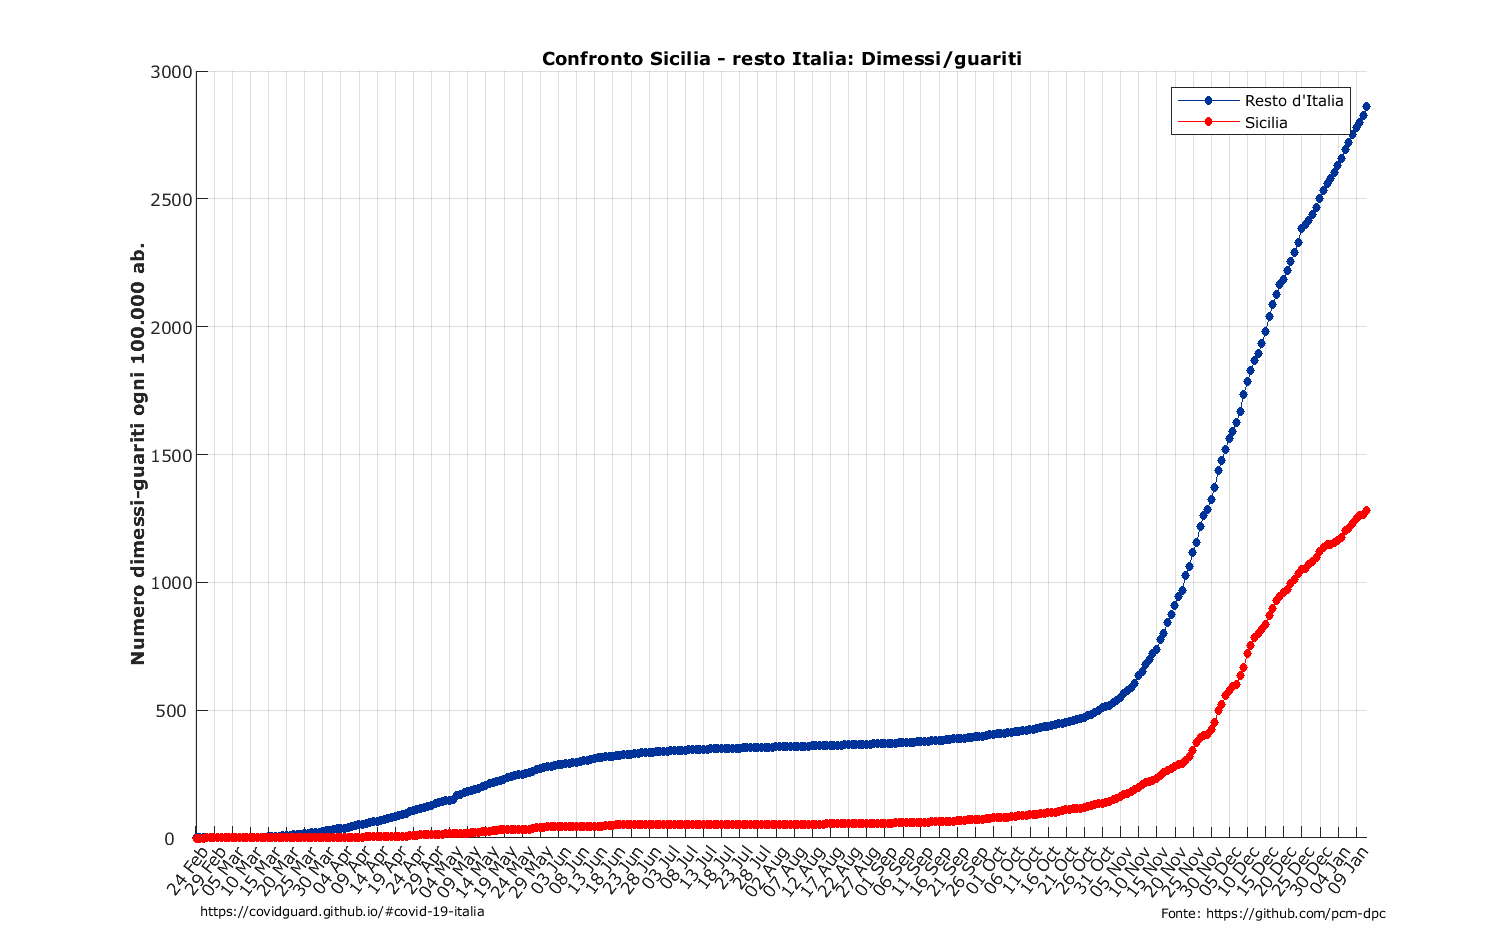 Confronto Sicilia - resto Italia: Dimessi/guariti
Numero dimessi-guariti ogni 100.000 ab.
3000
2500
2000
1500
1000
500
0
Resto d'Italia
Sicilia
24 Feb
29 Feb
05 Mar
10 Mar
15 Mar
20 Mar
25 Mar
30 Mar
04 Apr
09 Apr
14 Apr
19 Apr
24 Apr
29 Apr
04 May
09 May
14 May
19 May
24 May
29 May
03 Jun
08 Jun
13 Jun
18 Jun
23 Jun
28 Jun
03 Jul
08 Jul
13 Jul
18 Jul
23 Jul
28 Jul
02 Aug
07 Aug
12 Aug
17 Aug
22 Aug
27 Aug
01 Sep
06 Sep
11 Sep
16 Sep
21 Sep
26 Sep
01 Oct
06 Oct
11 Oct
16 Oct
21 Oct
26 Oct
31 Oct
05 Nov
10 Nov
15 Nov
20 Nov
25 Nov
30 Nov
05 Dec
10 Dec
15 Dec
20 Dec
25 Dec
30 Dec
04 Jan
09 Jan
https://covidguard.github.io/#covid-19-italia
Fonte: https://github.com/pcm-dpc